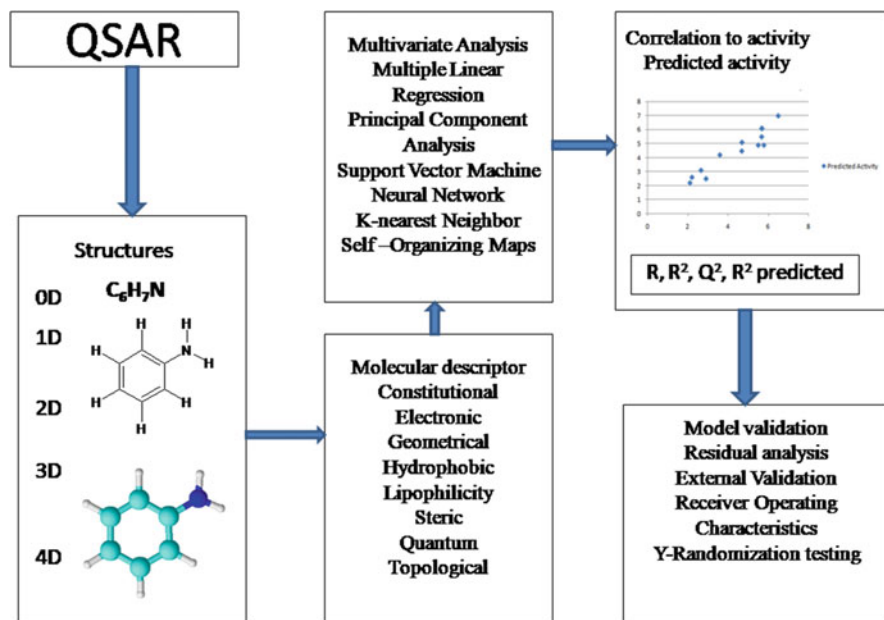 QSAR
Structures
0D
C₆H₇N
1D
H
H
H
N
H
H
H
H
2D
H
3D
4D
Molecular descriptor
Constitutional
Electronic
Geometrical
Hydrophobic
Lipophilicity
Steric
Quantum
Topological
Multivariate Analysis
Multiple Linear
Regression
Principal Component
Analysis
Support Vector Machine
Neural Network
K-nearest Neighbor
Self –Organizing Maps
Correlation to activity
Predicted activity
8
7
6
5
4
3
2
1
0
0 2 4 6 8
Predicted Activity
R, R², Q², R² predicted
Model validation
Residual analysis
External Validation
Receiver Operating
Characteristics
Y-Randomization testing